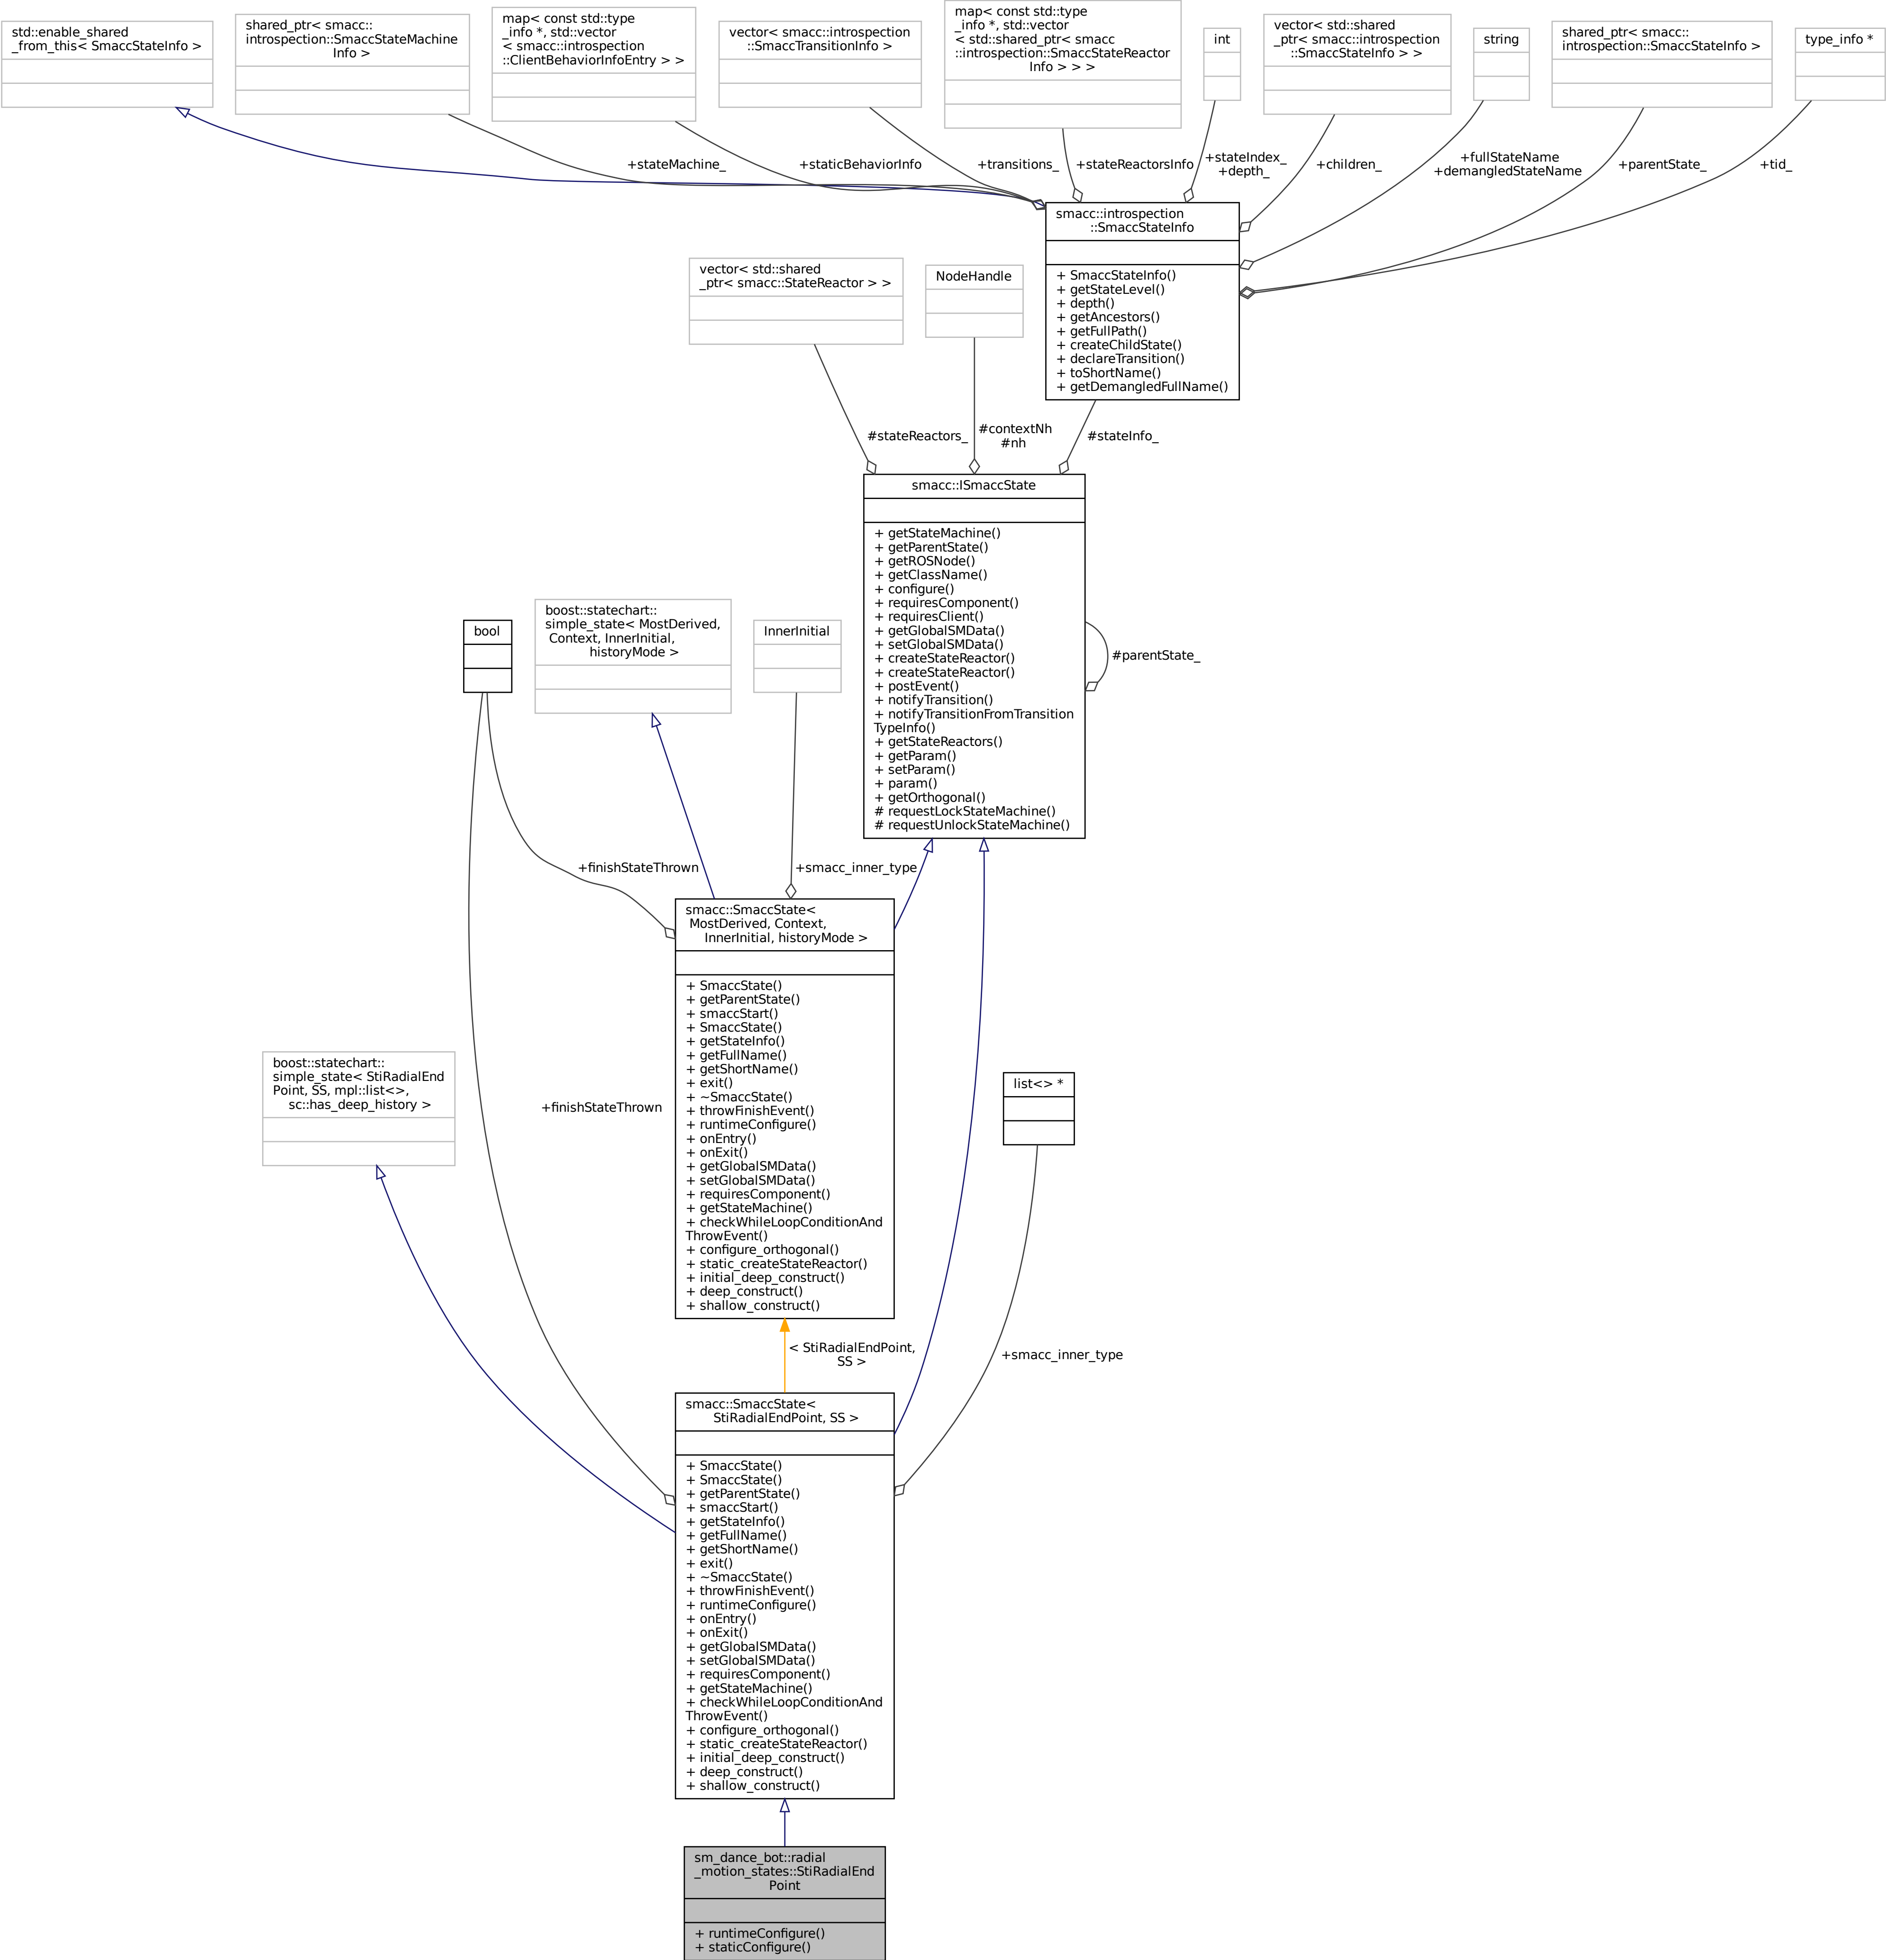 std::enable_shared
_from_this< SmaccStateInfo >
shared_ptr< smacc::
introspection::SmaccStateMachine
Info >
map< const std::type
_info *, std::vector
< smacc::introspection
::ClientBehaviorInfoEntry > >
vector< smacc::introspection
::SmaccTransitionInfo >
map< const std::type
_info *, std::vector
< std::shared_ptr< smacc
::introspection::SmaccStateReactor
Info > > >
int
vector< std::shared
_ptr< smacc::introspection
::SmaccStateInfo > >
string
shared_ptr< smacc::
introspection::SmaccStateInfo >
type_info *
+stateMachine_
+staticBehaviorInfo
+transitions_
+stateReactorsInfo
+stateIndex_
+depth_
+children_
+fullStateName
+demangledStateName
+parentState_
+tid_
smacc::introspection
::SmaccStateInfo
+ SmaccStateInfo()
+ getStateLevel()
+ depth()
+ getAncestors()
+ getFullPath()
+ createChildState()
+ declareTransition()
+ toShortName()
+ getDemangledFullName()
vector< std::shared
_ptr< smacc::StateReactor > >
NodeHandle
#stateReactors_
#contextNh
#nh
#stateInfo_
smacc::ISmaccState
+ getStateMachine()
+ getParentState()
+ getROSNode()
+ getClassName()
+ configure()
+ requiresComponent()
+ requiresClient()
+ getGlobalSMData()
+ setGlobalSMData()
+ createStateReactor()
+ createStateReactor()
+ postEvent()
+ notifyTransition()
+ notifyTransitionFromTransition
TypeInfo()
+ getStateReactors()
+ getParam()
+ setParam()
+ param()
+ getOrthogonal()
# requestLockStateMachine()
# requestUnlockStateMachine()
#parentState_
bool
boost::statechart::
simple_state< MostDerived,
Context, InnerInitial,
historyMode >
InnerInitial
+finishStateThrown
+smacc_inner_type
smacc::SmaccState<
MostDerived, Context,
InnerInitial, historyMode >
+ SmaccState()
+ getParentState()
+ smaccStart()
+ SmaccState()
+ getStateInfo()
+ getFullName()
+ getShortName()
+ exit()
+ ~SmaccState()
+ throwFinishEvent()
+ runtimeConfigure()
+ onEntry()
+ onExit()
+ getGlobalSMData()
+ setGlobalSMData()
+ requiresComponent()
+ getStateMachine()
+ checkWhileLoopConditionAnd
ThrowEvent()
+ configure_orthogonal()
+ static_createStateReactor()
+ initial_deep_construct()
+ deep_construct()
+ shallow_construct()
boost::statechart::
simple_state< StiRadialEnd
Point, SS, mpl::list<>,
sc::has_deep_history >
+finishStateThrown
list<> *
< StiRadialEndPoint,
SS >
+smacc_inner_type
smacc::SmaccState<
StiRadialEndPoint, SS >
+ SmaccState()
+ SmaccState()
+ getParentState()
+ smaccStart()
+ getStateInfo()
+ getFullName()
+ getShortName()
+ exit()
+ ~SmaccState()
+ throwFinishEvent()
+ runtimeConfigure()
+ onEntry()
+ onExit()
+ getGlobalSMData()
+ setGlobalSMData()
+ requiresComponent()
+ getStateMachine()
+ checkWhileLoopConditionAnd
ThrowEvent()
+ configure_orthogonal()
+ static_createStateReactor()
+ initial_deep_construct()
+ deep_construct()
+ shallow_construct()
sm_dance_bot::radial
_motion_states::StiRadialEnd
Point
+ runtimeConfigure()
+ staticConfigure()